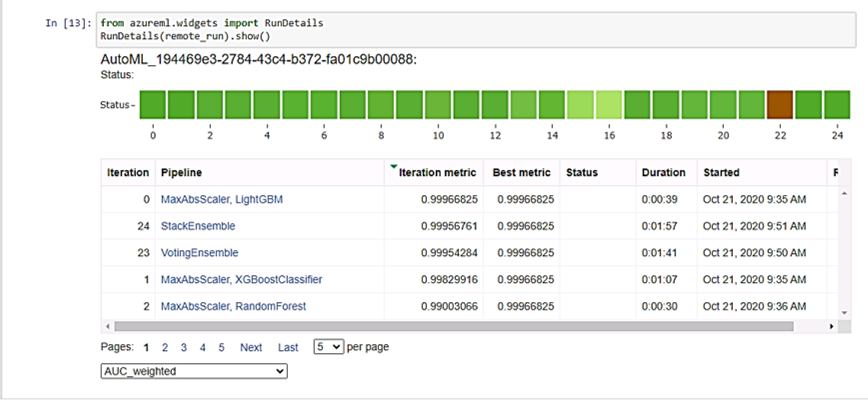 In [13]: from azureml.widgets import RunDetails
RunDetails(remote_run).show()
AutoML_194469e3-2784-43c4-b372-fa01c9b00088:
Status:
Status
0 2 4 6 8 10 12 14 16 18 20 22 24
Iteration Pipeline Iteration metric Best metric Status Duration Started
0 MaxAbsScaler, LightGBM 0.99966825 0.99966825 0:00:39 Oct 21, 2020 9:35 AM
24 StackEnsemble 0.99956761 0.99966825 0:01:57 Oct 21, 2020 9:51 AM
23 VotingEnsemble 0.99954284 0.99966825 0:01:41 Oct 21, 2020 9:50 AM
1 MaxAbsScaler, XGBoostClassifier 0.99829916 0.99966825 0:01:07 Oct 21, 2020 9:35 AM
2 MaxAbsScaler, RandomForest 0.99003066 0.99966825 0:00:30 Oct 21, 2020 9:36 AM
Pages: 1 2 3 4 5 Next Last 5 per page
AUC_weighted